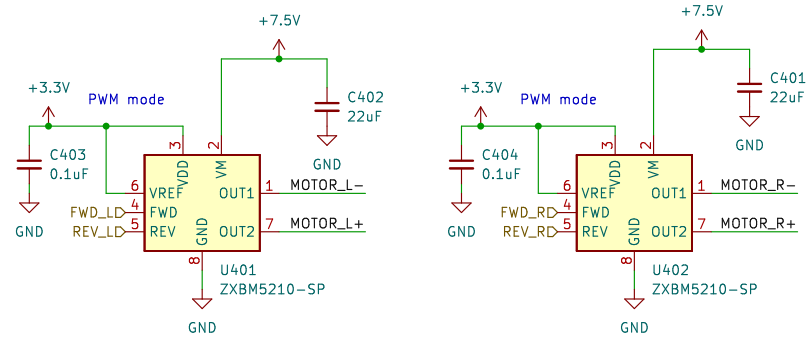 +7.5V
+3.3V
PWM mode
C402
22uF
GND
C403
0.1uF
GND
3
2
VDD
VM
6
VREF
OUT1
1
MOTOR_L-
FWD_L
4
FWD
REV_L
5
REV
GND
OUT2
7
MOTOR_L+
8
U401
ZXBM5210-SP
GND
+7.5V
+3.3V
PWM mode
C401
22uF
GND
C404
0.1uF
GND
3
2
VDD
VM
6
VREF
OUT1
1
MOTOR_R-
FWD_R
4
FWD
REV_R
5
REV
GND
OUT2
7
MOTOR_R+
8
U402
ZXBM5210-SP
GND